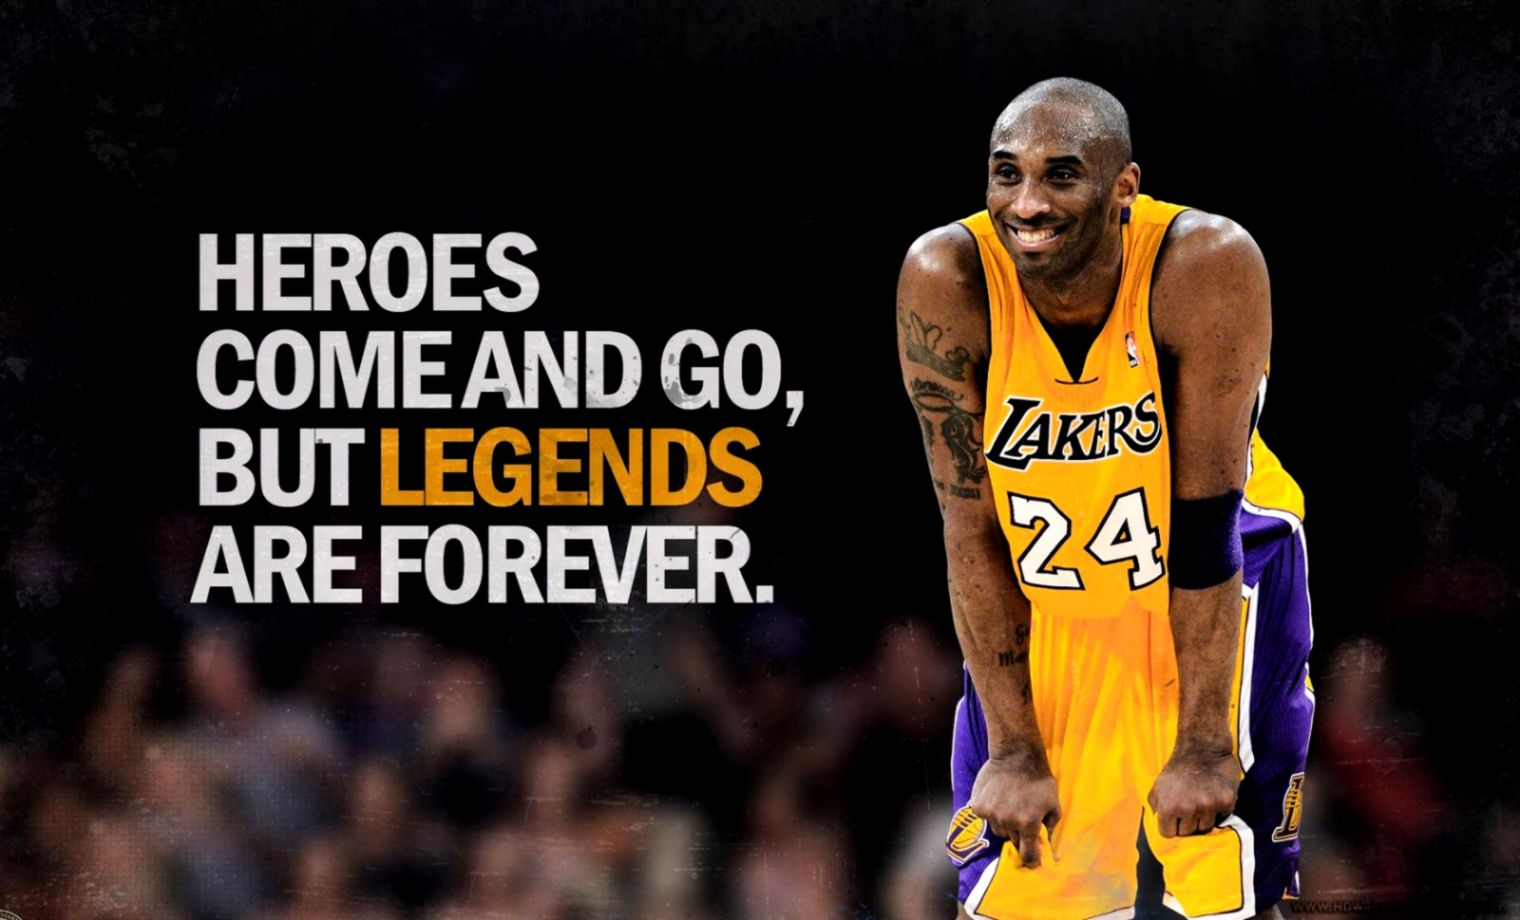 HEROES
COME AND GO,
BUT LEGENDS
ARE FOREVER.
LAKERS
24